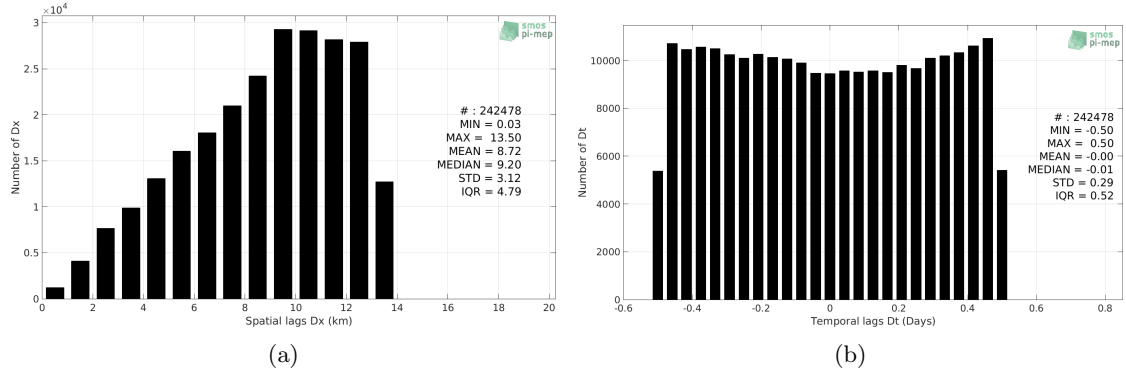 ×10⁴
3
2.5
2
1.5
1
0.5
0
Number of Dx
smos
pi-mep
# : 242478
MIN = 0.03
MAX = 13.50
MEAN = 8.72
MEDIAN = 9.20
STD = 3.12
IQR = 4.79
0 2 4 6 8 10 12 14 16 18 20
Spatial lags Dx (km)
(a)
10000
8000
6000
4000
2000
0
Number of Dt
smos
pi-mep
# : 242478
MIN = -0.50
MAX = 0.50
MEAN = -0.00
MEDIAN = -0.01
STD = 0.29
IQR = 0.52
-0.6 -0.4 -0.2 0 0.2 0.4 0.6 0.8
Temporal lags Dt (Days)
(b)